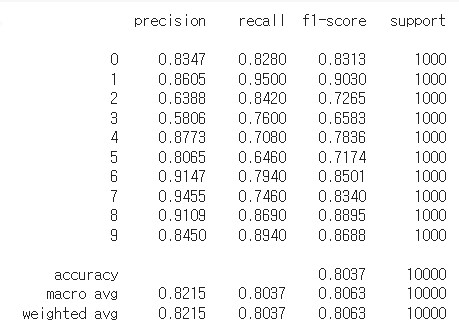 precision recall f1-score support
0 0.8347 0.8280 0.8313 1000
1 0.8605 0.9500 0.9030 1000
2 0.6388 0.8420 0.7265 1000
3 0.5806 0.7600 0.6583 1000
4 0.8773 0.7080 0.7836 1000
5 0.8065 0.6460 0.7174 1000
6 0.9147 0.7940 0.8501 1000
7 0.9455 0.7460 0.8340 1000
8 0.9109 0.8690 0.8895 1000
9 0.8450 0.8940 0.8688 1000
accuracy 0.8037 10000
macro avg 0.8215 0.8037 0.8063 10000
weighted avg 0.8215 0.8037 0.8063 10000